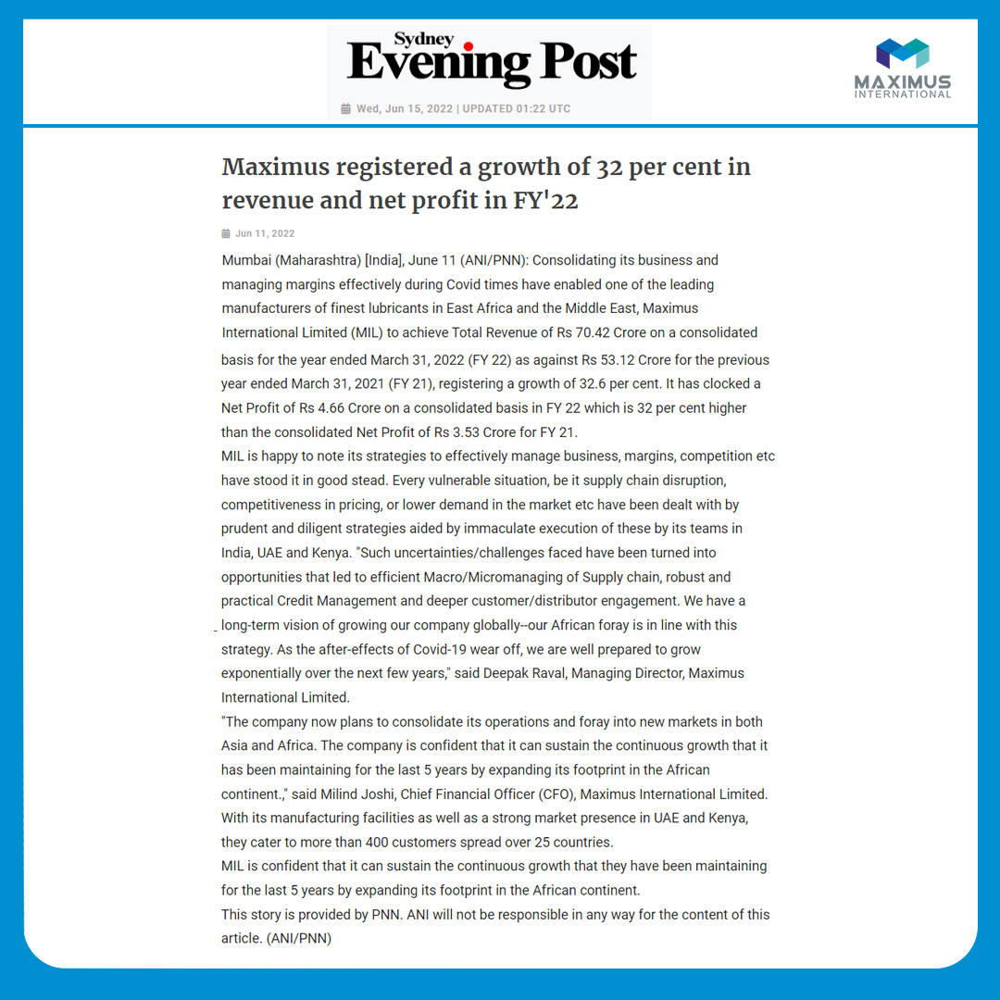 Sydney
Evening Post
Wed, Jun 15, 2022 | UPDATED 01:22 UTC
MAXIMUS
INTERNATIONAL
Maximus registered a growth of 32 per cent in
revenue and net profit in FY'22
Jun 11, 2022
Mumbai (Maharashtra) [India], June 11 (ANI/PNN): Consolidating its business and
managing margins effectively during Covid times have enabled one of the leading
manufacturers of finest lubricants in East Africa and the Middle East, Maximus
International Limited (MIL) to achieve Total Revenue of Rs 70.42 Crore on a consolidated
basis for the year ended March 31, 2022 (FY 22) as against Rs 53.12 Crore for the previous
year ended March 31, 2021 (FY 21), registering a growth of 32.6 per cent. It has clocked a
Net Profit of Rs 4.66 Crore on a consolidated basis in FY 22 which is 32 per cent higher
than the consolidated Net Profit of Rs 3.53 Crore for FY 21.
MIL is happy to note its strategies to effectively manage business, margins, competition etc
have stood it in good stead. Every vulnerable situation, be it supply chain disruption,
competitiveness in pricing, or lower demand in the market etc have been dealt with by
prudent and diligent strategies aided by immaculate execution of these by its teams in
India, UAE and Kenya. "Such uncertainties/challenges faced have been turned into
opportunities that led to efficient Macro/Micromanaging of Supply chain, robust and
practical Credit Management and deeper customer/distributor engagement. We have a
long-term vision of growing our company globally--our African foray is in line with this
strategy. As the after-effects of Covid-19 wear off, we are well prepared to grow
exponentially over the next few years," said Deepak Raval, Managing Director, Maximus
International Limited.
"The company now plans to consolidate its operations and foray into new markets in both
Asia and Africa. The company is confident that it can sustain the continuous growth that it
has been maintaining for the last 5 years by expanding its footprint in the African
continent.," said Milind Joshi, Chief Financial Officer (CFO), Maximus International Limited.
With its manufacturing facilities as well as a strong market presence in UAE and Kenya,
they cater to more than 400 customers spread over 25 countries.
MIL is confident that it can sustain the continuous growth that they have been maintaining
for the last 5 years by expanding its footprint in the African continent.
This story is provided by PNN. ANI will not be responsible in any way for the content of this
article. (ANI/PNN)